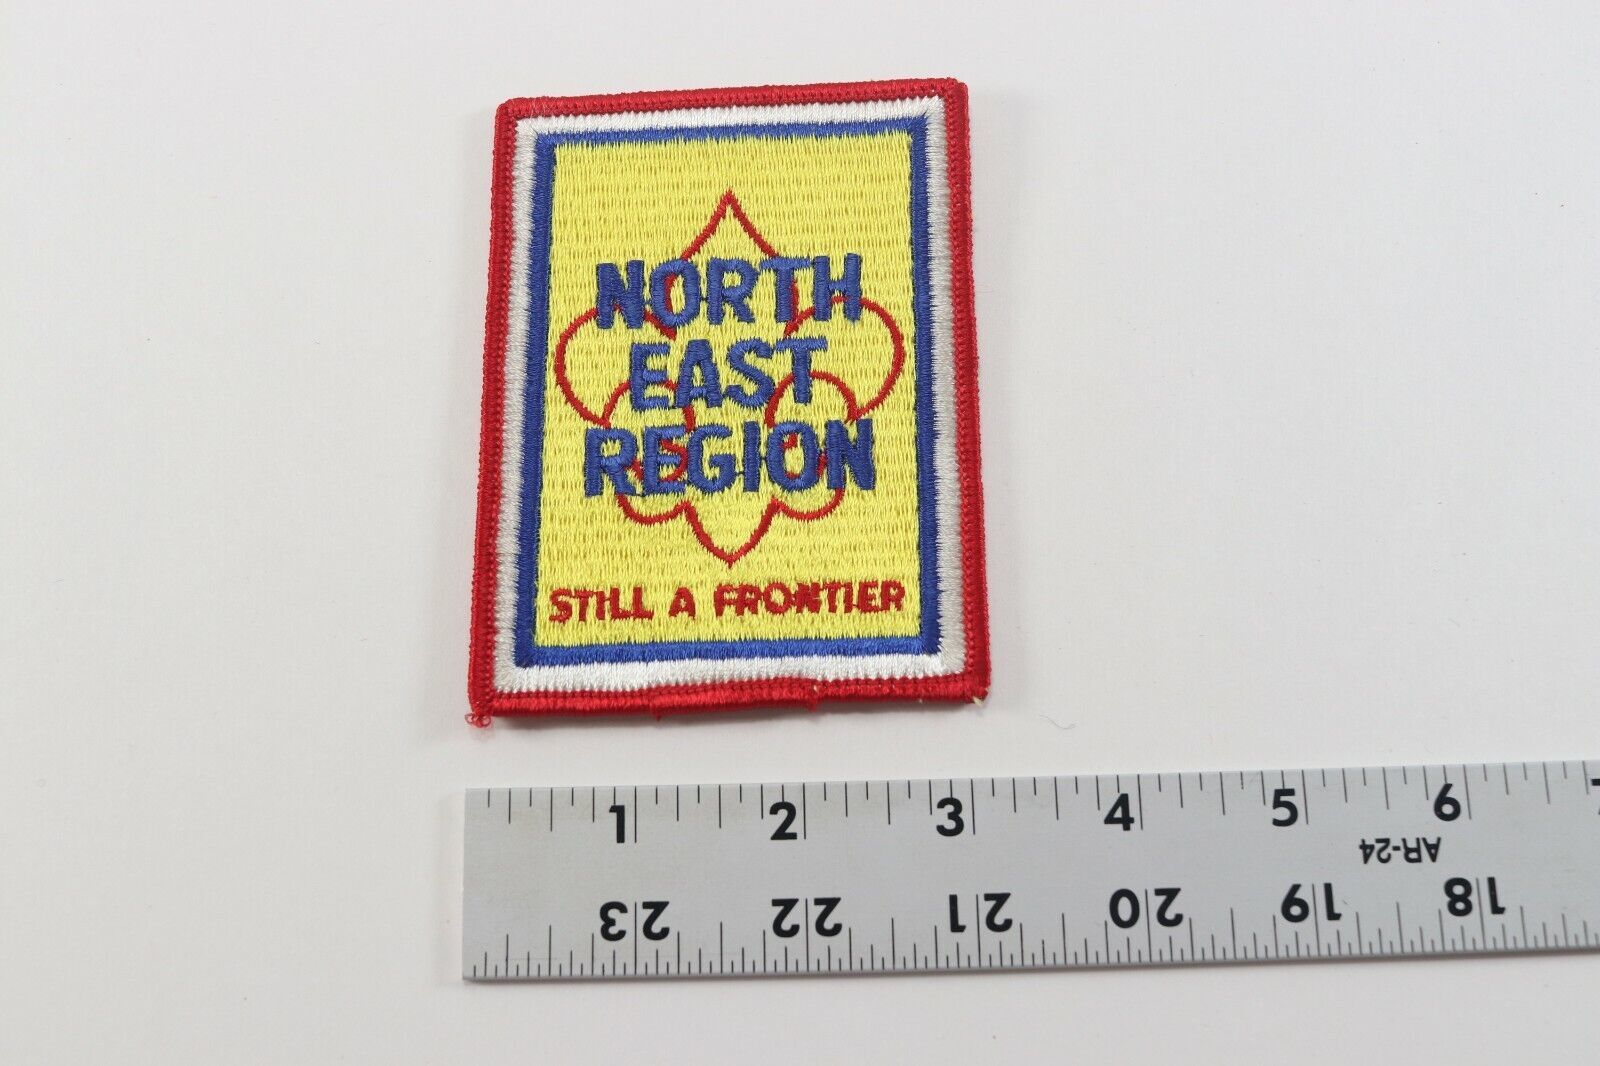 NORTH
EAST
REGION
STILL A FRONTIER
1 2 3 4 5 6 7
AR-24
23 22 21 20 19 18